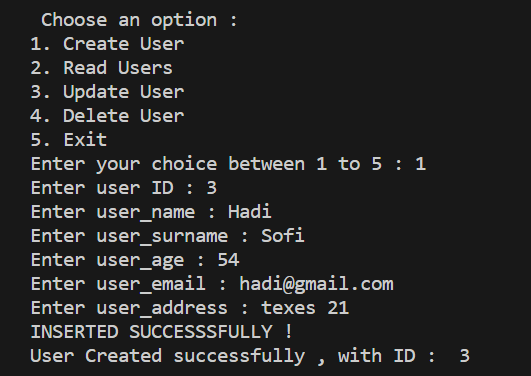 Choose an option :
1. Create User
2. Read Users
3. Update User
4. Delete User
5. Exit
Enter your choice between 1 to 5 : 1
Enter user ID : 3
Enter user_name : Hadi
Enter user_surname : Sofi
Enter user_age : 54
Enter user_email : hadi@gmail.com
Enter user_address : texes 21
INSERTED SUCCESSSFULLY !
User Created successfully , with ID :  3